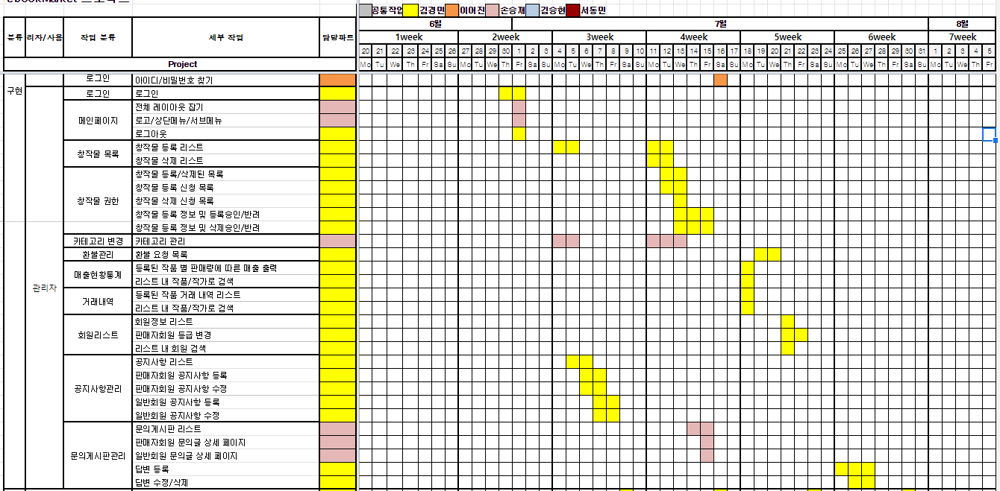 공통작업 김경민 이어진 손승재 김승현 서동민
6월 7월 8월
분류 리자/사용 작업 분류 세부 작업 담당파트
1week 2week 3week 4week 5week 6week 7week
20 21 22 23 24 25 26 27 28 29 30 1 2 3 4 5 6 7 8 9 10 11 12 13 14 15 16 17 18 19 20 21 22 23 24 25 26 27 28 29 30 31 1 2 3 4 5
Project
Mo Tu We Th Fr Sa Su Mo Tu We Th Fr Sa Su Mo Tu We Th Fr Sa Su Mo Tu We Th Fr Sa Su Mo Tu We Th Fr Sa Su Mo Tu We Th Fr Sa Su Mo Tu We Th Fr
구현
로그인 아이디/비밀번호 찾기
관리자
로그인 로그인
메인페이지
전체 레이아웃 잡기
로고/상단메뉴/서브메뉴
로그아웃
창작물 목록
창작물 등록 리스트
창작물 삭제 리스트
창작물 권한
창작물 등록/삭제된 목록
창작물 등록 신청 목록
창작물 삭제 신청 목록
창작물 등록 정보 및 등록승인/반려
창작물 등록 정보 및 삭제승인/반려
카테고리 변경 카테고리 관리
환불관리 환불 요청 목록
매출현황통계
등록된 작품 별 판매량에 따른 매출 출력
리스트 내 작품/작가로 검색
거래내역
등록된 작품 거래 내역 리스트
리스트 내 작품/작가로 검색
회원리스트
회원정보 리스트
판매자회원 등급 변경
리스트 내 회원 검색
공지사항관리
공지사항 리스트
판매자회원 공지사항 등록
판매자회원 공지사항 수정
일반회원 공지사항 등록
일반회원 공지사항 수정
문의게시판관리
문의게시판 리스트
판매자회원 문의글 상세 페이지
일반회원 문의글 상세 페이지
답변 등록
답변 수정/삭제